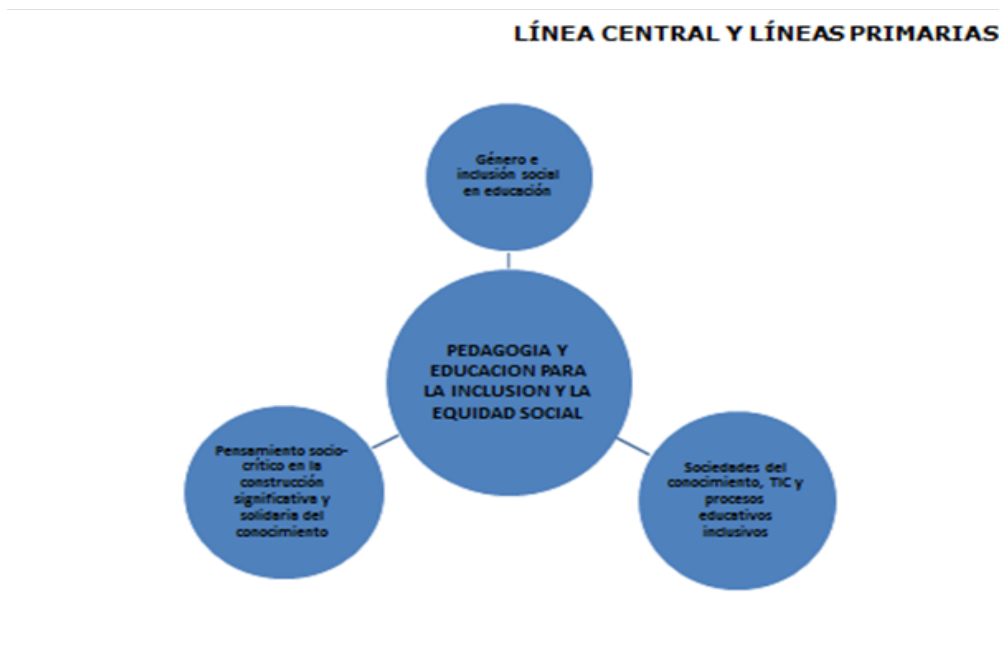 LÍNEA CENTRAL Y LÍNEAS PRIMARIAS
Género e
inclusión social
en educación
PEDAGOGIA Y
EDUCACION PARA
LA INCLUSION Y LA
EQUIDAD SOCIAL
Pensamiento socio-
crítico en la
construcción
significativa y
solidaria del
conocimiento
Sociedades del
conocimiento, TIC y
procesos
educativos
inclusivos